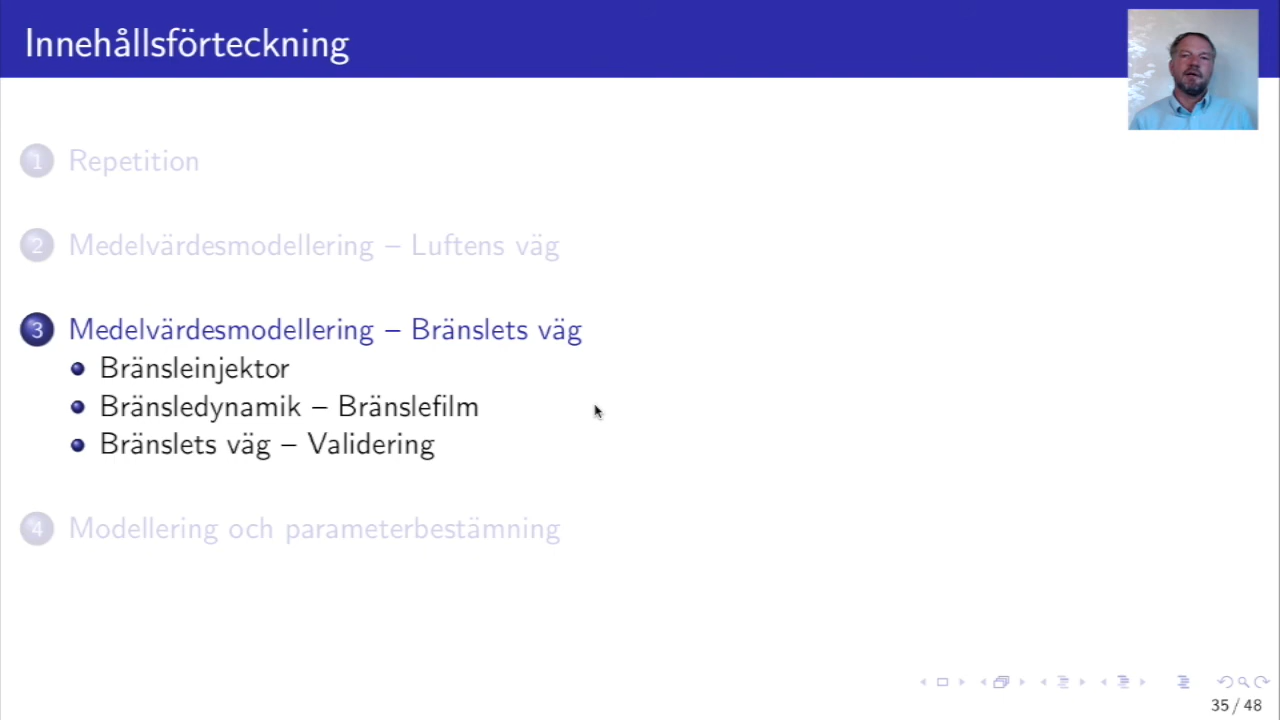 Innehållsförteckning
1 Repetition
2 Medelvärdesmodellering – Luftens väg
3 Medelvärdesmodellering – Bränslets väg
Bränsleinjektor
Bränsledynamik – Bränslefilm
Bränslets väg – Validering
4 Modellering och parameterbestämning
35 / 48